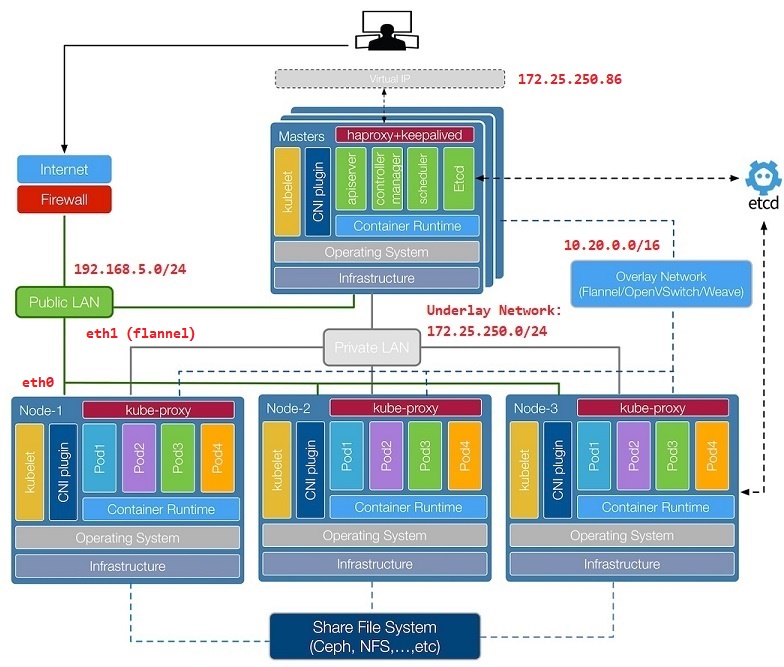 Virtual IP
172.25.250.86
Masters
haproxy+keepalived
kubelet
CNI plugin
apiserver
controller
manager
scheduler
Etcd
Container Runtime
Operating System
Infrastructure
etcd
Internet
Firewall
192.168.5.0/24
Public LAN
10.20.0.0/16
Overlay Network
(Flannel/OpenVSwitch/Weave)
Underlay Network:
172.25.250.0/24
eth1 (flannel)
Private LAN
eth0
Node-1
kube-proxy
kubelet
CNI plugin
Pod1
Pod2
Pod3
Pod4
Container Runtime
Operating System
Infrastructure
Node-2
kube-proxy
kubelet
CNI plugin
Pod1
Pod2
Pod3
Pod4
Container Runtime
Operating System
Infrastructure
Node-3
kube-proxy
kubelet
CNI plugin
Pod1
Pod2
Pod3
Pod4
Container Runtime
Operating System
Infrastructure
Share File System
(Ceph, NFS,...,etc)